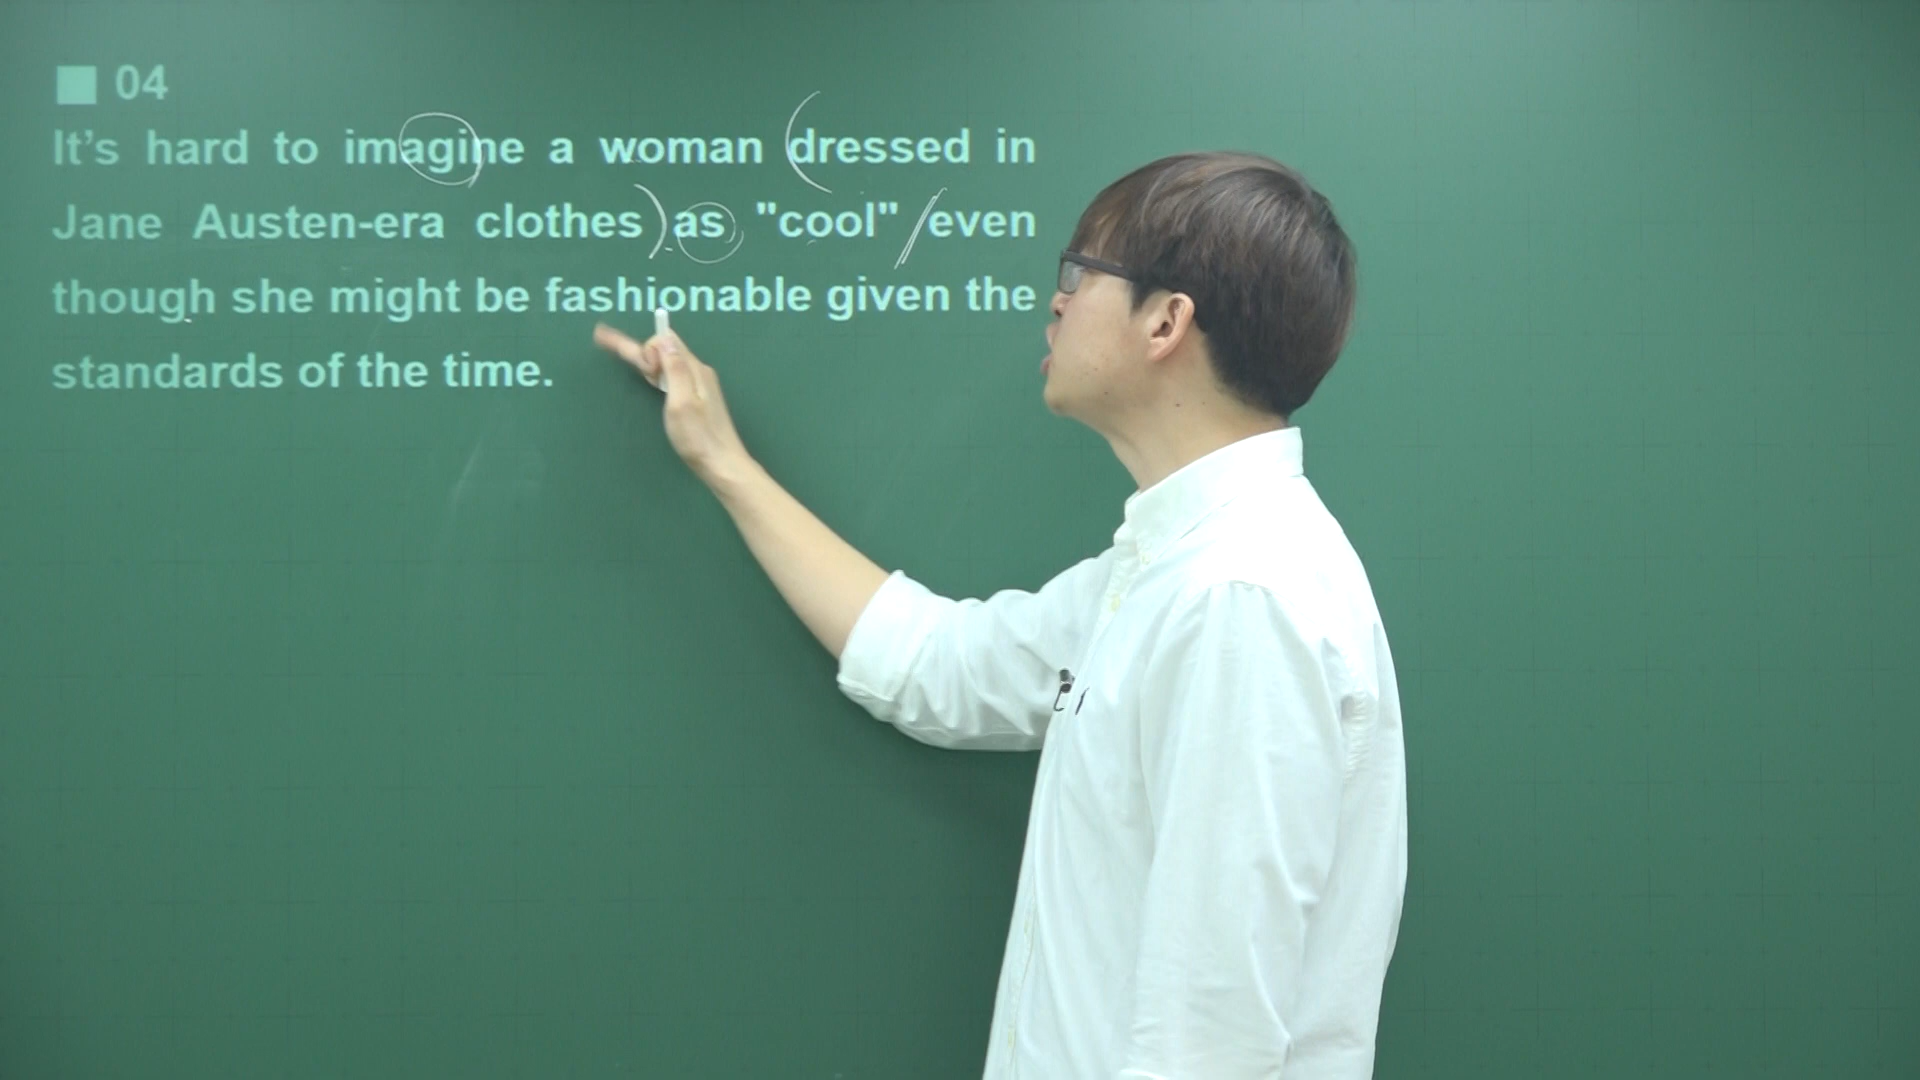 ■ 04
It’s hard to imagine a woman dressed in
Jane Austen-era clothes as "cool" even
though she might be fashionable given the
standards of the time.